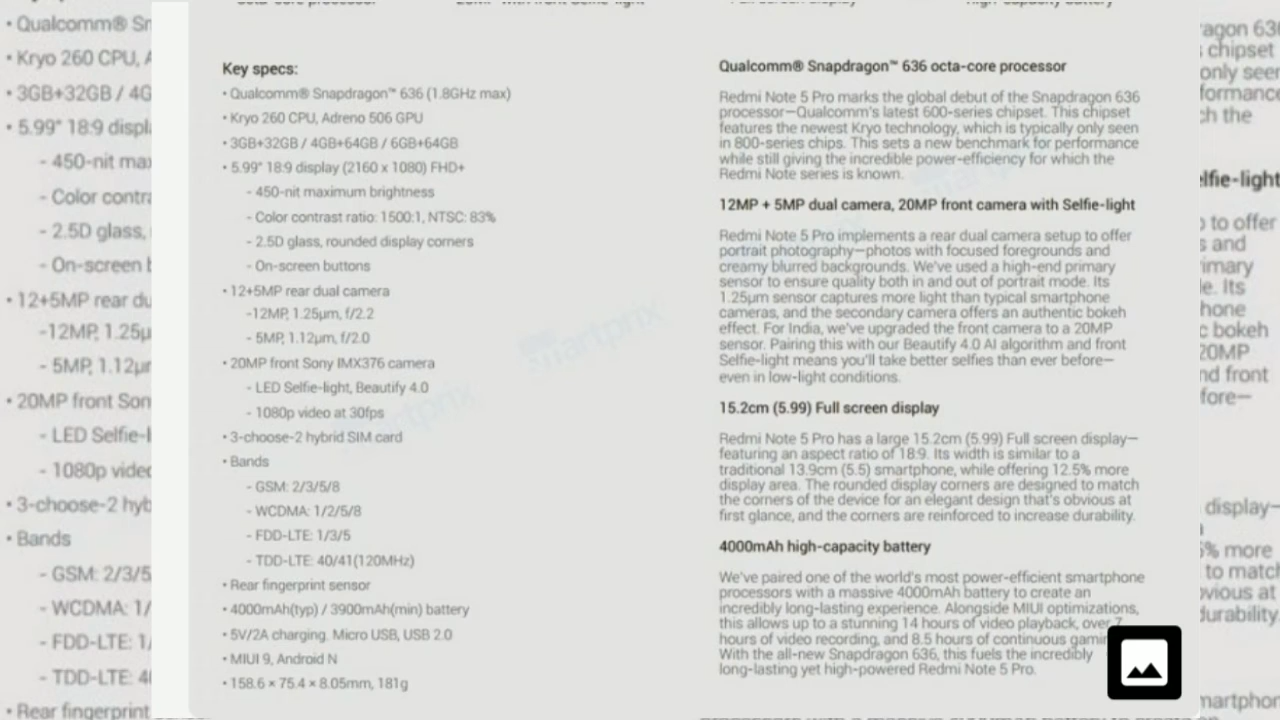 Key specs:
• Qualcomm® Snapdragon™ 636 (1.8GHz max)
• Kryo 260 CPU, Adreno 506 GPU
• 3GB+32GB / 4GB+64GB / 6GB+64GB
• 5.99" 18:9 display (2160 x 1080) FHD+
- 450-nit maximum brightness
- Color contrast ratio: 1500:1, NTSC: 83%
- 2.5D glass, rounded display corners
- On-screen buttons
• 12+5MP rear dual camera
-12MP, 1.25µm, f/2.2
- 5MP, 1.12µm, f/2.0
• 20MP front Sony IMX376 camera
- LED Selfie-light, Beautify 4.0
- 1080p video at 30fps
• 3-choose-2 hybrid SIM card
• Bands
- GSM: 2/3/5/8
- WCDMA: 1/2/5/8
- FDD-LTE: 1/3/5
- TDD-LTE: 40/41(120MHz)
• Rear fingerprint sensor
• 4000mAh(typ) / 3900mAh(min) battery
• 5V/2A charging. Micro USB, USB 2.0
• MIUI 9, Android N
• 158.6 × 75.4 × 8.05mm, 181g
Qualcomm® Snapdragon™ 636 octa-core processor
Redmi Note 5 Pro marks the global debut of the Snapdragon 636
processor—Qualcomm's latest 600-series chipset. This chipset
features the newest Kryo technology, which is typically only seen
in 800-series chips. This sets a new benchmark for performance
while still giving the incredible power-efficiency for which the
Redmi Note series is known.
12MP + 5MP dual camera, 20MP front camera with Selfie-light
Redmi Note 5 Pro implements a rear dual camera setup to offer
portrait photography—photos with focused foregrounds and
creamy blurred backgrounds. We've used a high-end primary
sensor to ensure quality both in and out of portrait mode. Its
1.25µm sensor captures more light than typical smartphone
cameras, and the secondary camera offers an authentic bokeh
effect. For India, we've upgraded the front camera to a 20MP
sensor. Pairing this with our Beautify 4.0 AI algorithm and front
Selfie-light means you'll take better selfies than ever before—
even in low-light conditions.
15.2cm (5.99) Full screen display
Redmi Note 5 Pro has a large 15.2cm (5.99) Full screen display—
featuring an aspect ratio of 18:9. Its width is similar to a
traditional 13.9cm (5.5) smartphone, while offering 12.5% more
display area. The rounded display corners are designed to match
the corners of the device for an elegant design that's obvious at
first glance, and the corners are reinforced to increase durability.
4000mAh high-capacity battery
We've paired one of the world's most power-efficient smartphone
processors with a massive 4000mAh battery to create an
incredibly long-lasting experience. Alongside MIUI optimizations,
this allows up to a stunning 14 hours of video playback, over 7
hours of video recording, and 8.5 hours of continuous
With the all-new Snapdragon 636, this fuels the incredibly
long-lasting yet high-powered Redmi Note 5 Pro.
smartprix